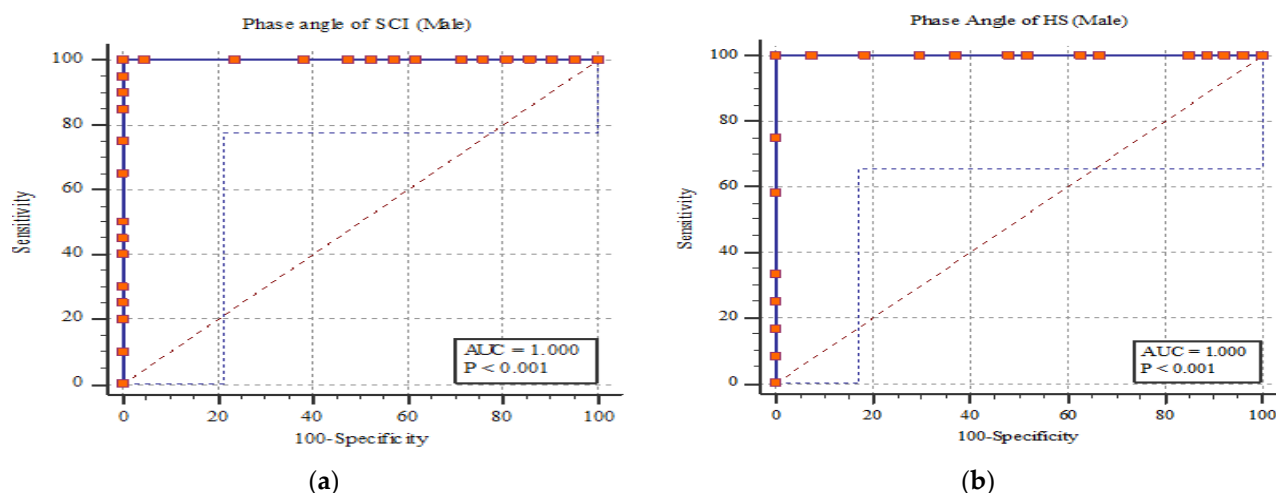 Phase angle of SCI (Male)
100
80
60
40
20
0
Sensitivity
AUC = 1.000
P < 0.001
0 20 40 60 80 100
100-Specificity
(a)
Phase Angle of HS (Male)
100
80
60
40
20
0
Sensitivity
AUC = 1.000
P < 0.001
0 20 40 60 80 100
100-Specificity
(b)